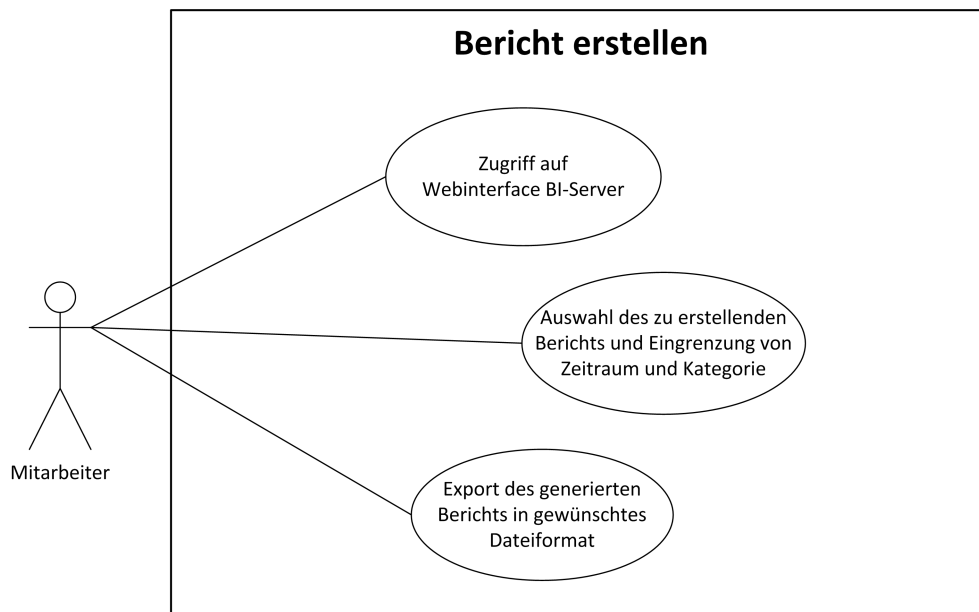 Bericht erstellen
Zugriff auf
Webinterface BI-Server
Auswahl des zu erstellenden
Berichts und Eingrenzung von
Zeitraum und Kategorie
Mitarbeiter
Export des generierten
Berichts in gewünschtes
Dateiformat